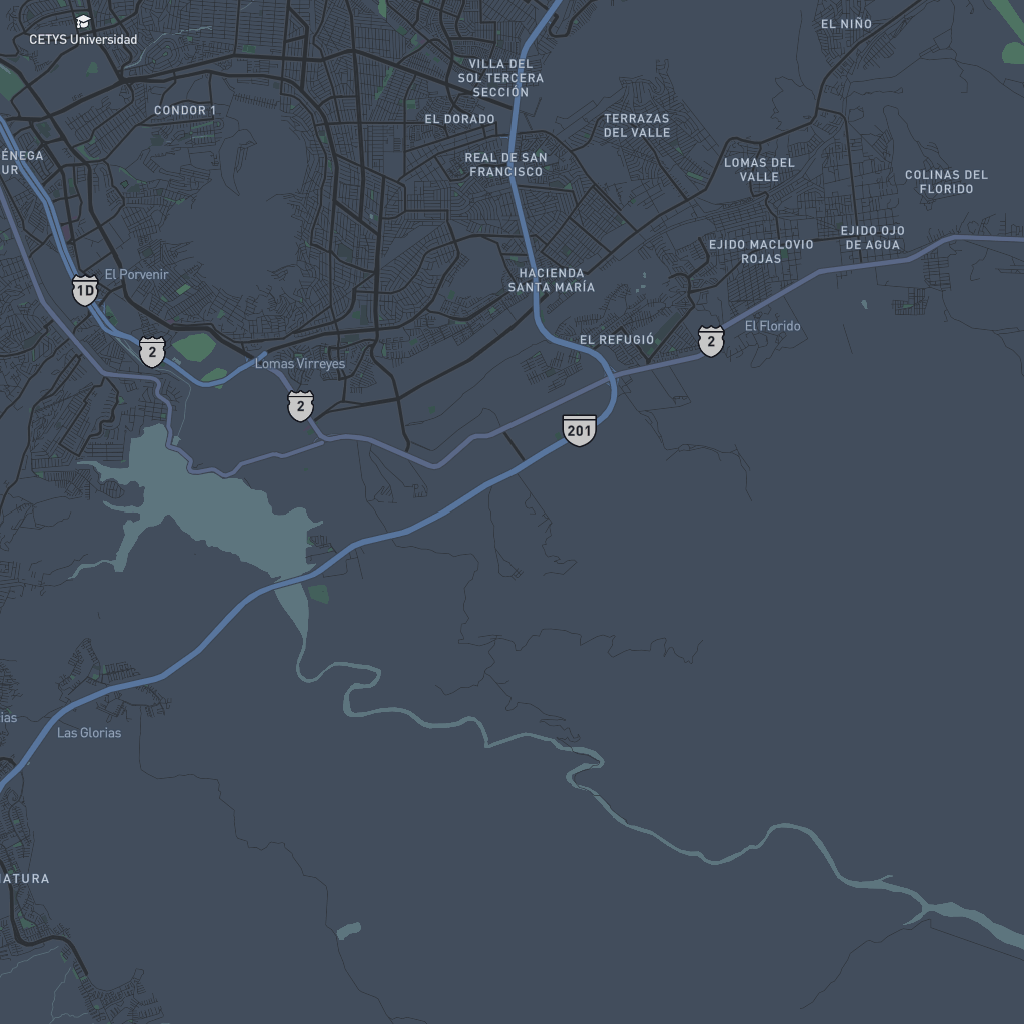 EL NIÑO
CETYS Universidad
VILLA DEL
SOL TERCERA
SECCIÓN
CONDOR 1
EL DORADO
TERRAZAS
DEL VALLE
ÉNEGA
UR
REAL DE SAN
FRANCISCO
LOMAS DEL
VALLE
COLINAS DEL
FLORIDO
EJIDO OJO
DE AGUA
EJIDO MACLOVIO
ROJAS
El Porvenir
HACIENDA
SANTA MARÍA
1D
El Florido
EL REFUGIÓ
2
2
Lomas Virreyes
2
201
ias
Las Glorias
NATURA